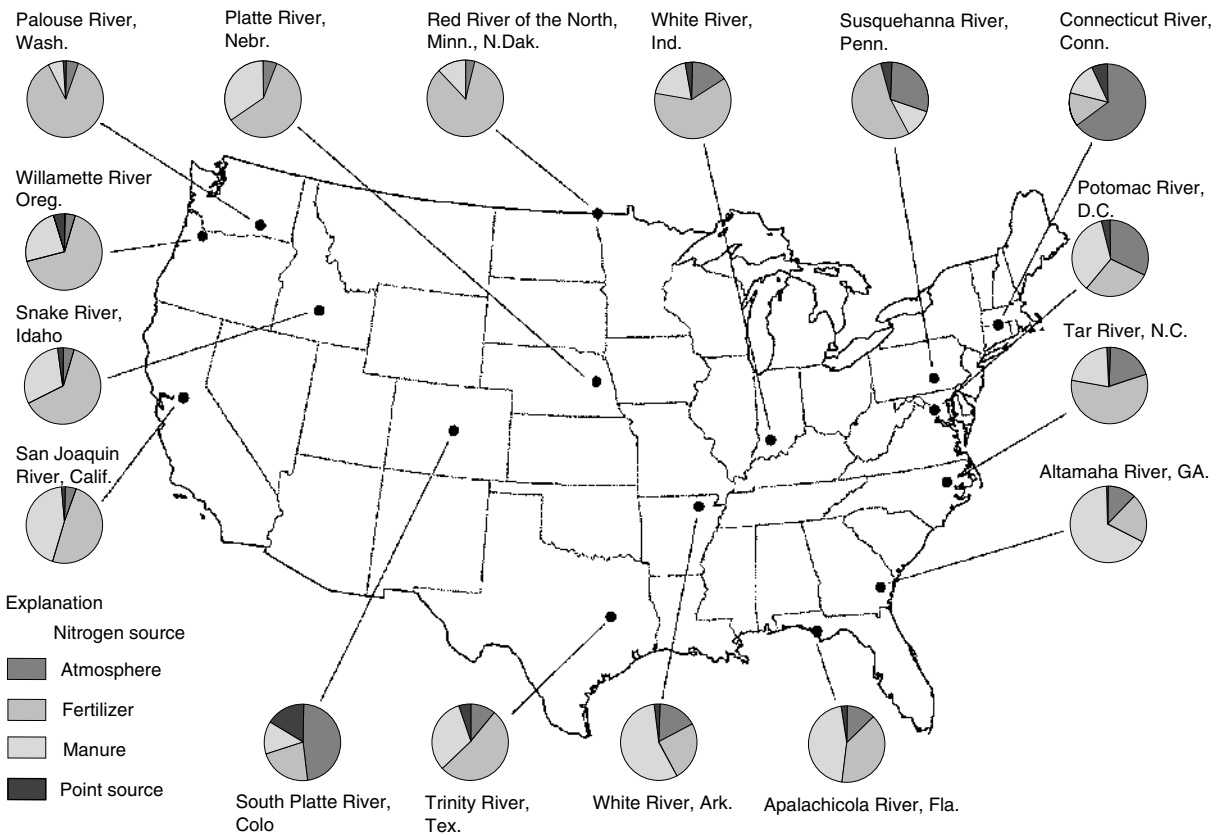 Palouse River,
Wash.
Platte River,
Nebr.
Red River of the North,
Minn., N.Dak.
White River,
Ind.
Susquehanna River,
Penn.
Connecticut River,
Conn.
Willamette River
Oreg.
Potomac River,
D.C.
Snake River,
Idaho
Tar River, N.C.
San Joaquin
River, Calif.
Altamaha River, GA.
Explanation
Nitrogen source
Atmosphere
Fertilizer
Manure
Point source
South Platte River,
Colo
Trinity River,
Tex.
White River, Ark.
Apalachicola River, Fla.